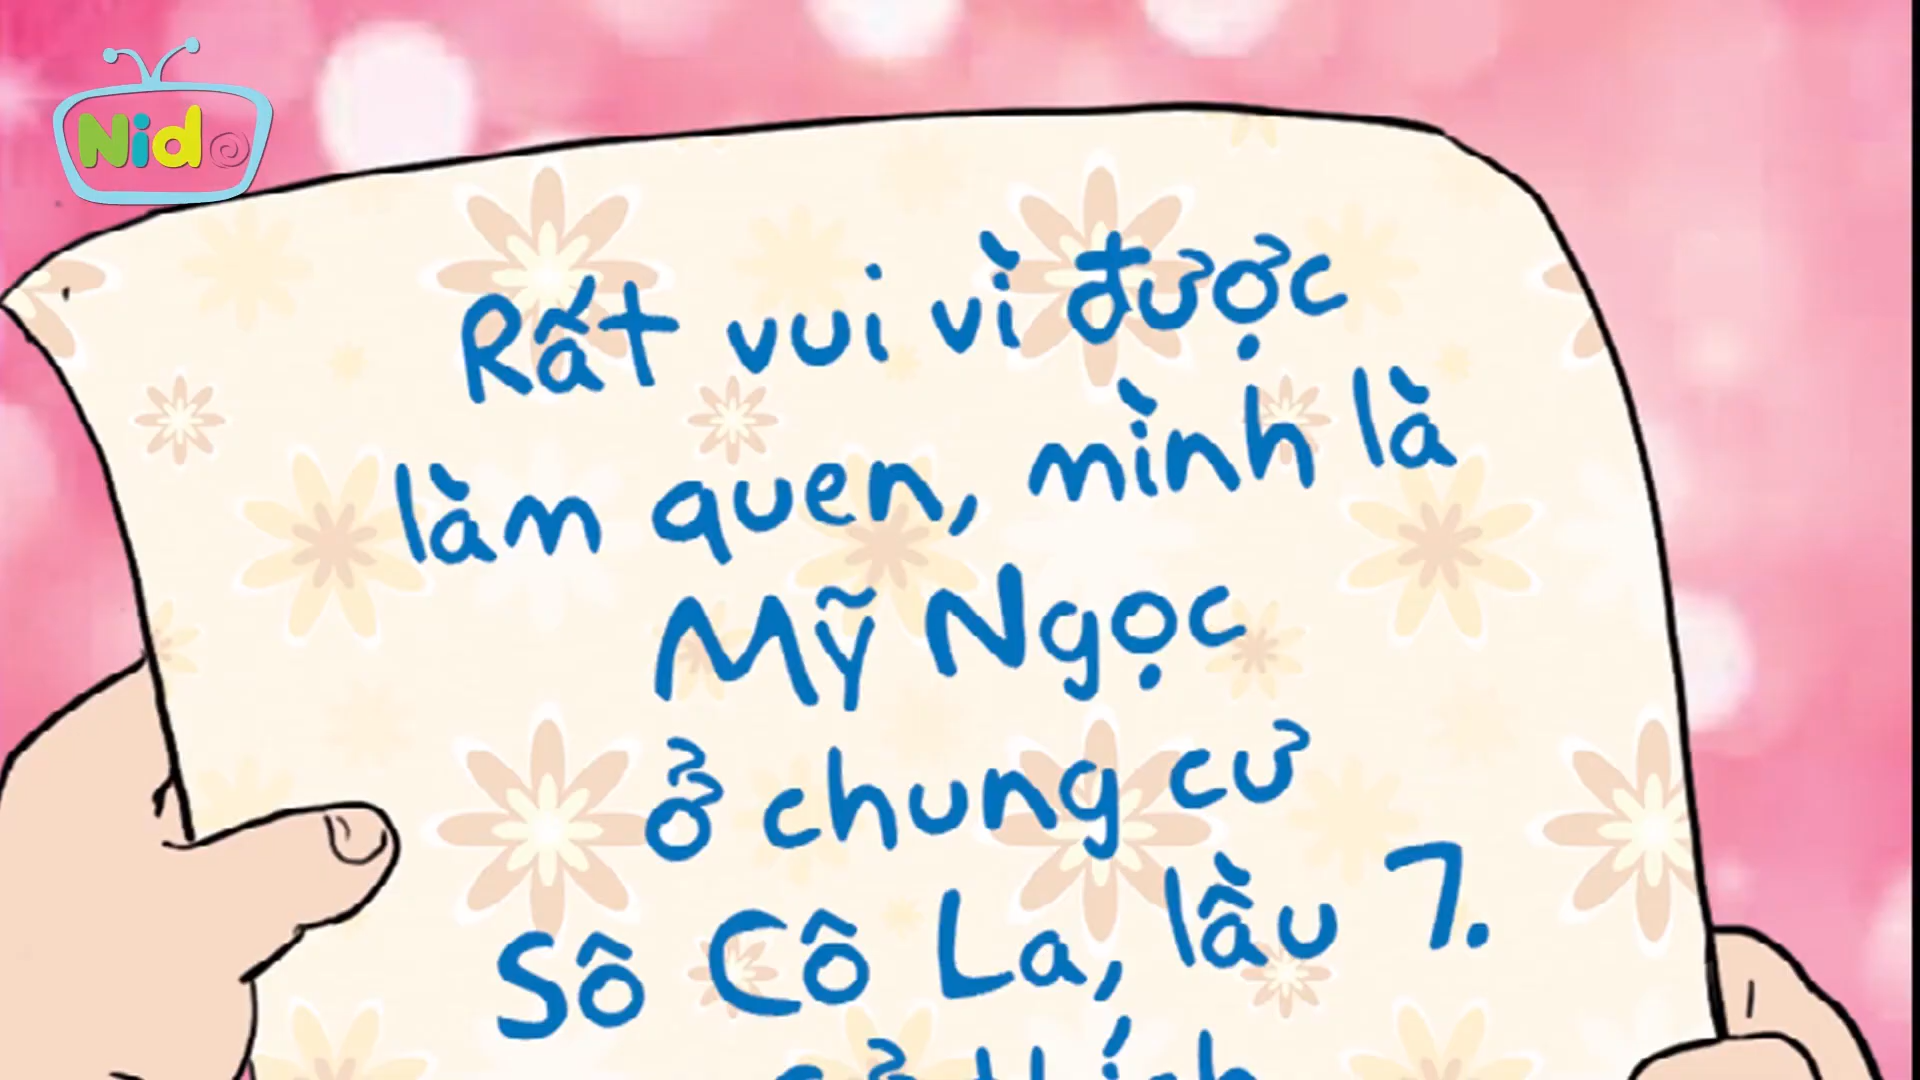 Nido
Rất vui vì được
làm quen, mình là
Mỹ Ngọc
ở chung cư
Sô Cô La, lầu 7.